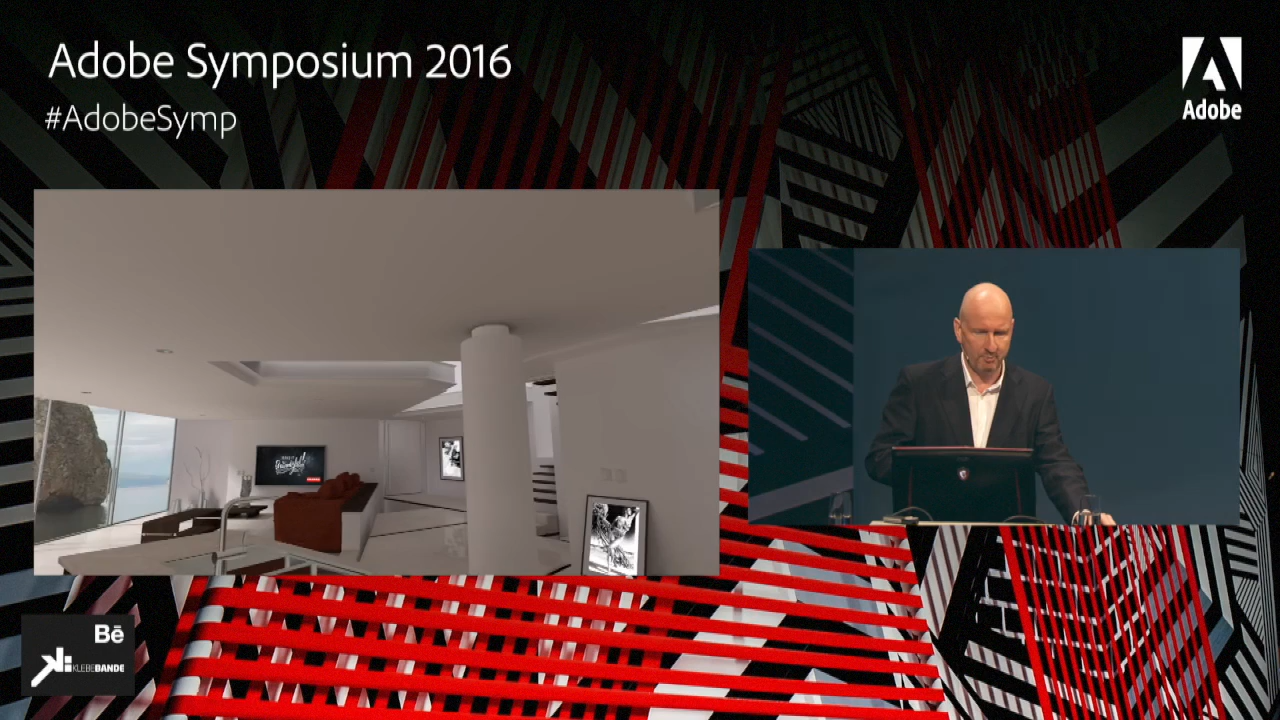 Adobe Symposium 2016
#AdobeSymp
Adobe
Bē
KLEBEBANDE